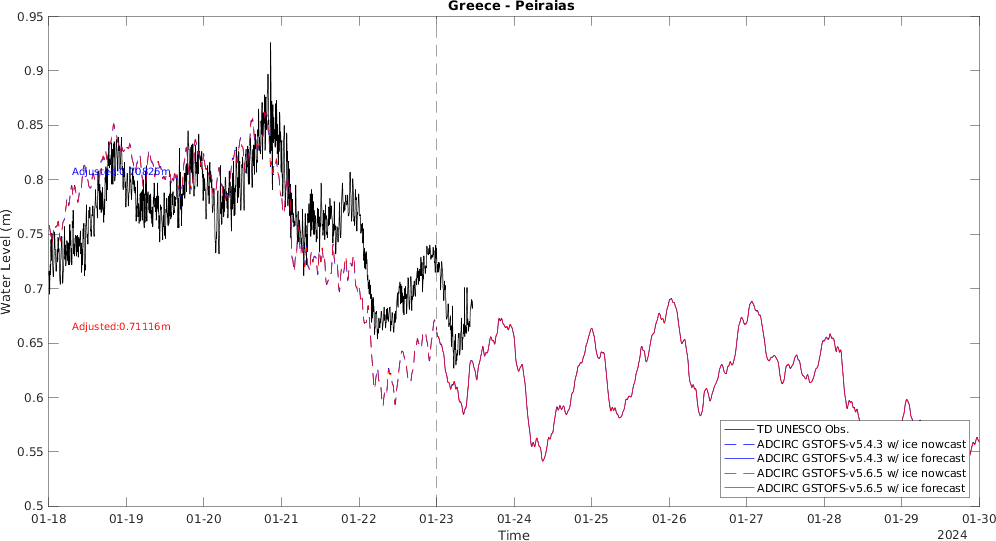 Greece - Peiraias
0.95
0.9
0.85
0.8
0.75
0.7
0.65
0.6
0.55
0.5
Water Level (m)
Adjusted:0.70825m
Adjusted:0.71116m
TD UNESCO Obs.
ADCIRC GSTOFS-v5.4.3 w/ ice nowcast
ADCIRC GSTOFS-v5.4.3 w/ ice forecast
ADCIRC GSTOFS-v5.6.5 w/ ice nowcast
ADCIRC GSTOFS-v5.6.5 w/ ice forecast
01-18 01-19 01-20 01-21 01-22 01-23 01-24 01-25 01-26 01-27 01-28 01-29 01-30
Time
2024